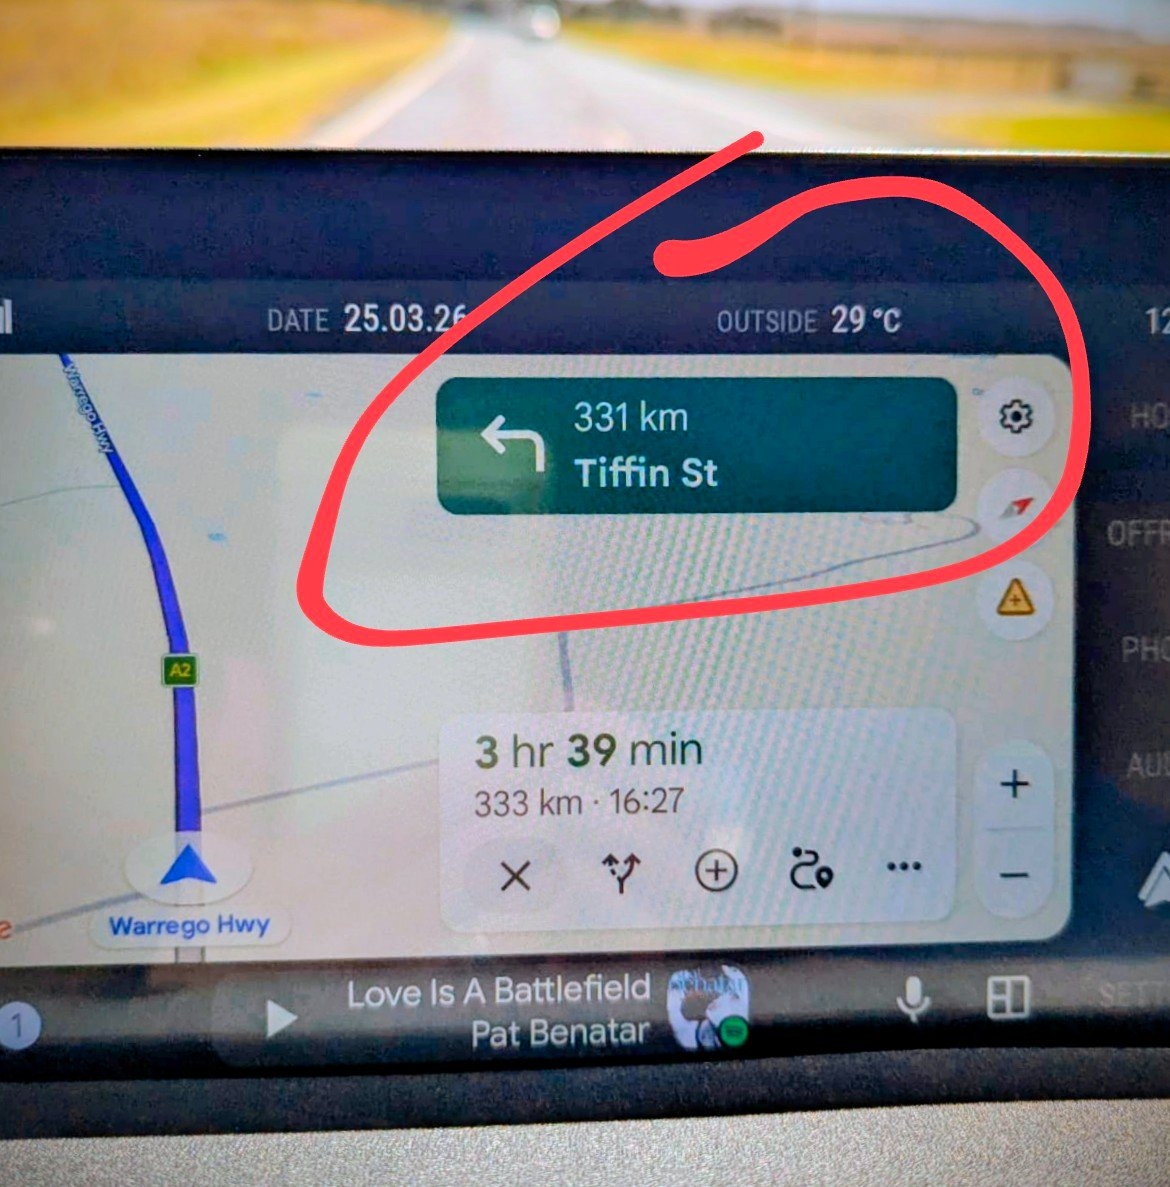 DATE 25.03.26
OUTSIDE 29 °C
12
Warrego Hwy
331 km
Tiffin St
A2
3 hr 39 min
333 km · 16:27
Warrego Hwy
Love Is A Battlefield
Pat Benatar
1